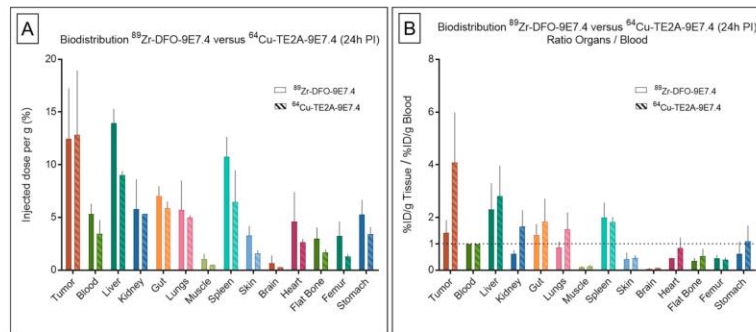 A
Biodistribution ⁸⁹Zr-DFO-9E7.4 versus ⁶⁴Cu-TE2A-9E7.4 (24h PI)
⁸⁹Zr-DFO-9E7.4
⁶⁴Cu-TE2A-9E7.4
Injected dose per g (%)
20
15
10
5
0
Tumor
Blood
Liver
Kidney
Gut
Lungs
Muscle
Spleen
Skin
Brain
Heart
Flat Bone
Femur
Stomach
B
Biodistribution ⁸⁹Zr-DFO-9E7.4 versus ⁶⁴Cu-TE2A-9E7.4 (24h PI)
Ratio Organs / Blood
⁸⁹Zr-DFO-9E7.4
⁶⁴Cu-TE2A-9E7.4
%ID/g Tissue / %ID/g Blood
8
6
4
2
1
0
Tumor
Blood
Liver
Kidney
Gut
Lungs
Muscle
Spleen
Skin
Brain
Heart
Flat Bone
Femur
Stomach